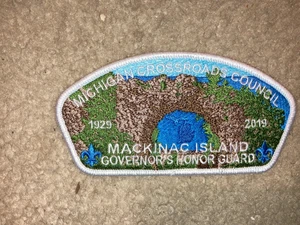 MICHIGAN CROSSROADS COUNCIL
1929 2019
MACKINAC ISLAND
GOVERNOR'S HONOR GUARD